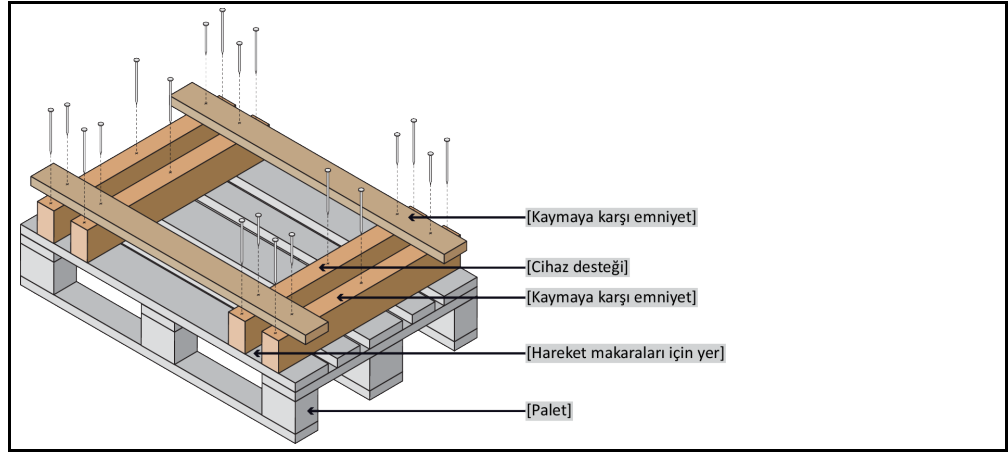 [Kaymaya karşı emniyet]
[Cihaz desteği]
[Kaymaya karşı emniyet]
[Hareket makaraları için yer]
[Palet]